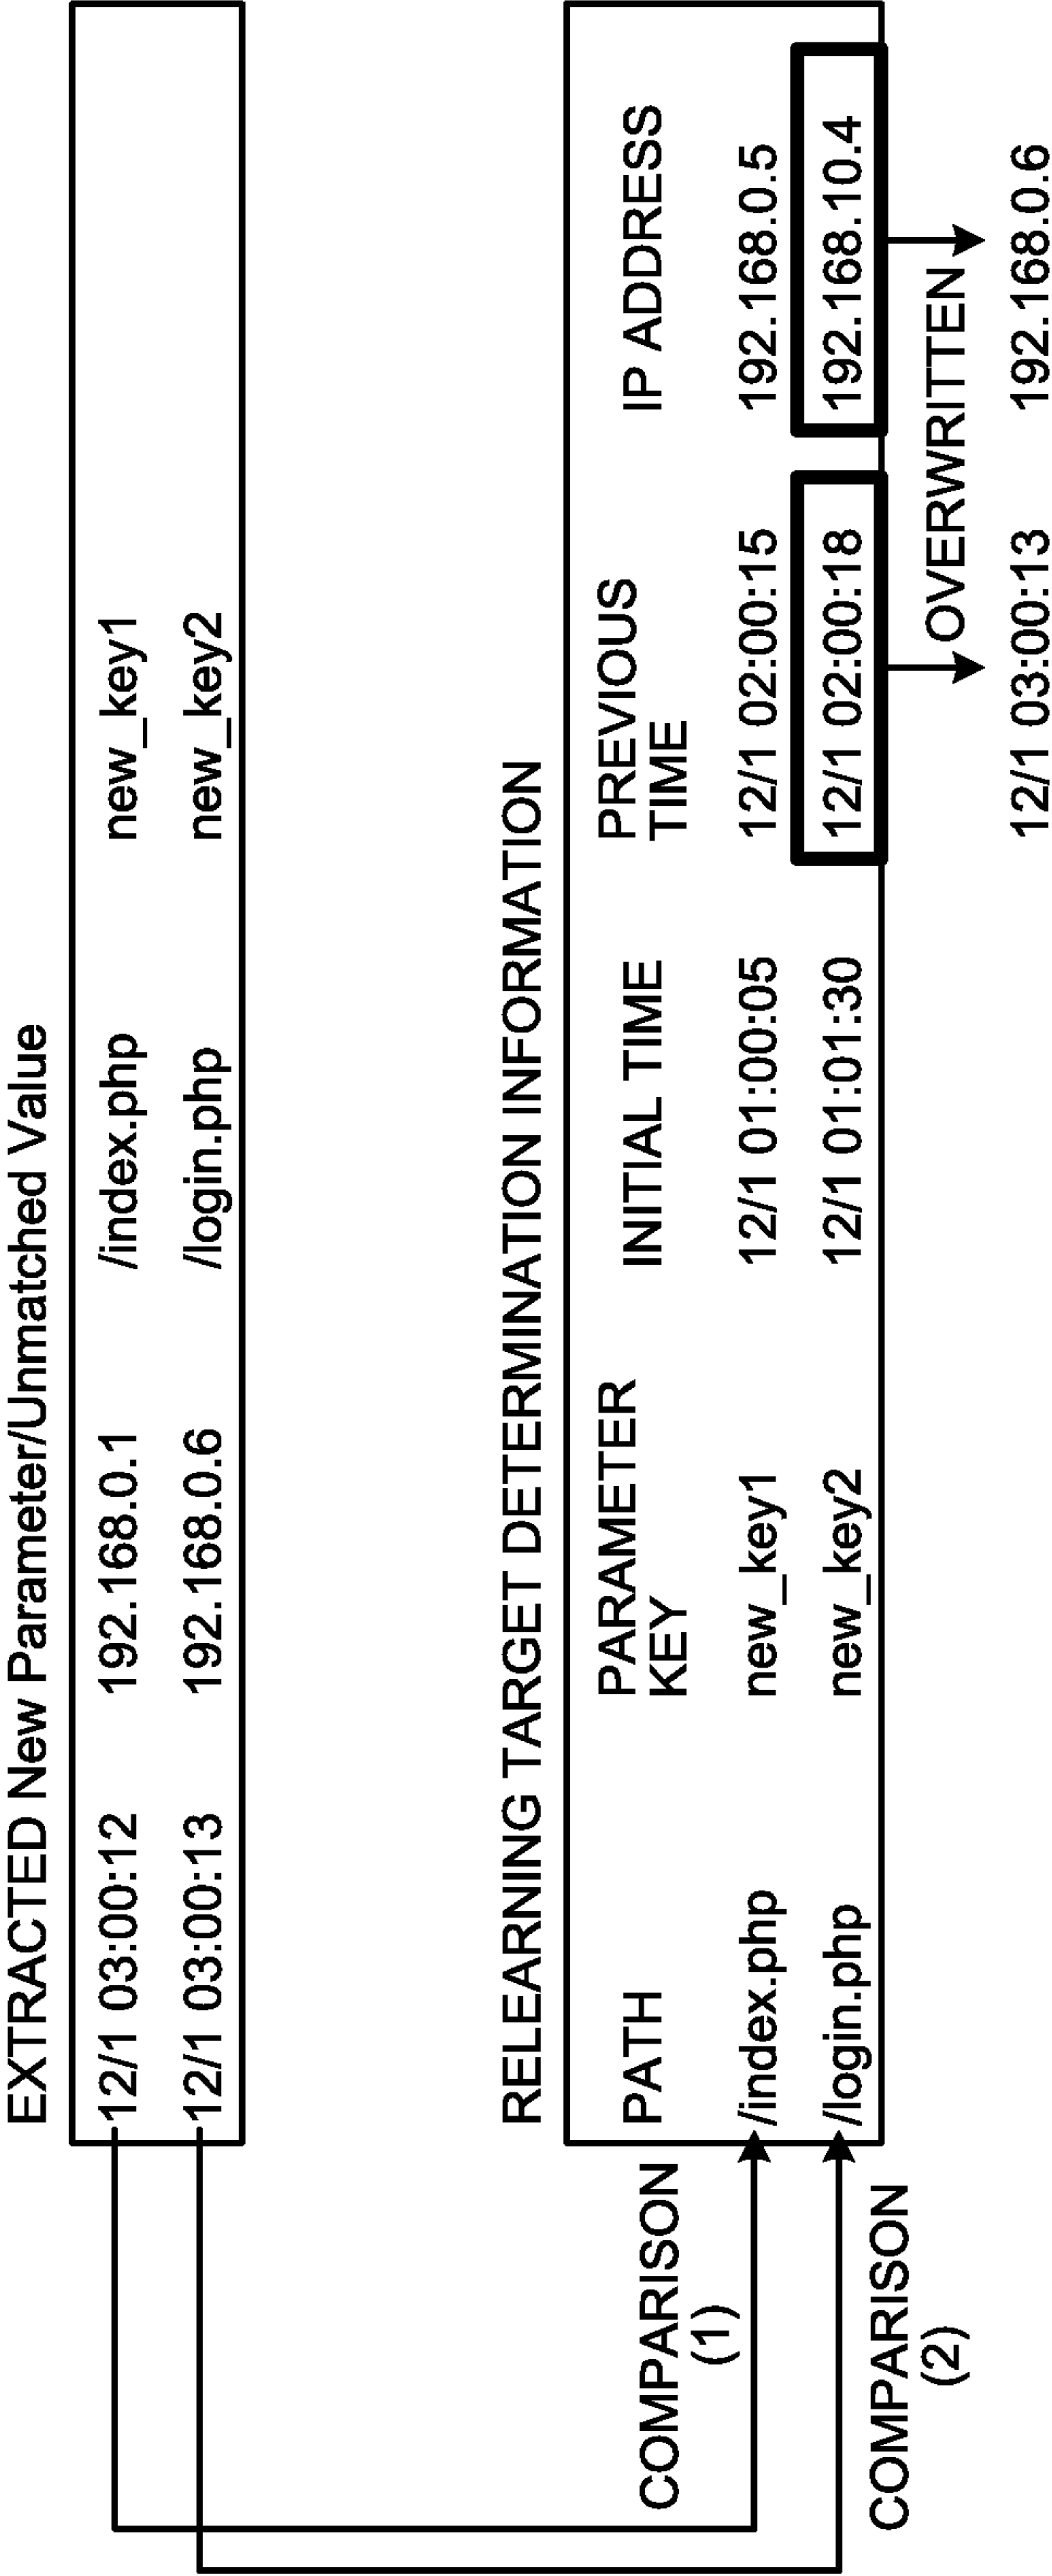 EXTRACTED New Parameter/Unmatched Value
12/1 03:00:12 192.168.0.1 /index.php new_key1
12/1 03:00:13 192.168.0.6 /login.php new_key2
RELEARNING TARGET DETERMINATION INFORMATION
PATH PARAMETER KEY INITIAL TIME PREVIOUS TIME IP ADDRESS
/index.php new_key1 12/1 01:00:05 12/1 02:00:15 192.168.0.5
/login.php new_key2 12/1 01:01:30 12/1 02:00:18 192.168.10.4
COMPARISON
(1)
COMPARISON
(2)
OVERWRITTEN
12/1 03:00:13 192.168.0.6